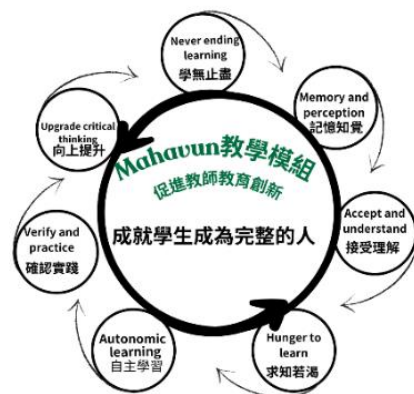 Never ending
learning
學無止盡
Memory and
perception
記憶知覺
Accept and
understand
接受理解
Hunger to
learn
求知若渴
Autonomic
learning
自主學習
Verify and
practice
確認實踐
Upgrade critical
thinking
向上提升
Mahavun教學模組
促進教師教育創新
成就學生成為完整的人